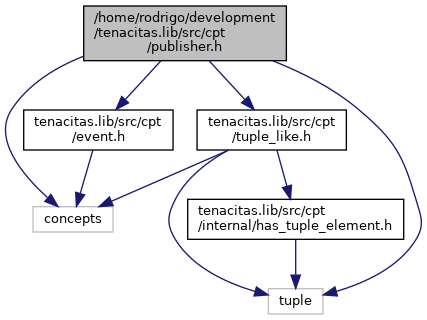 /home/rodrigo/development
/tenacitas.lib/src/cpt
/publisher.h
tenacitas.lib/src/cpt
/event.h
tenacitas.lib/src/cpt
/tuple_like.h
concepts
tenacitas.lib/src/cpt
/internal/has_tuple_element.h
tuple